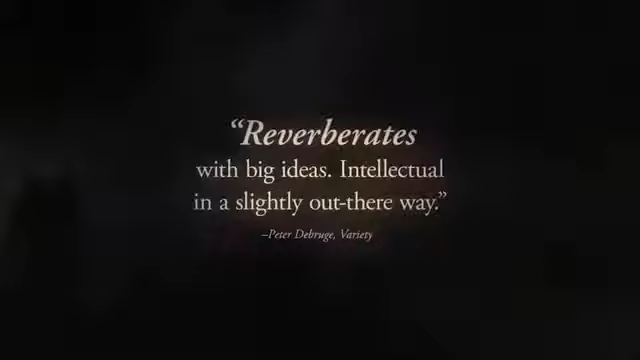 “Reverberates
with big ideas. Intellectual
in a slightly out-there way.”
–Peter Debruge, Variety